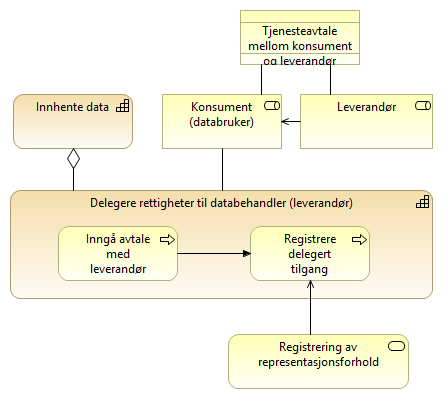 Tjenesteavtale
mellom konsument
og leverandør
Innhente data
Konsument
(databruker)
Leverandør
Delegere rettigheter til databehandler (leverandør)
Inngå avtale
med
leverandør
Registrere
delegert
tilgang
Registrering av
representasjonsforhold